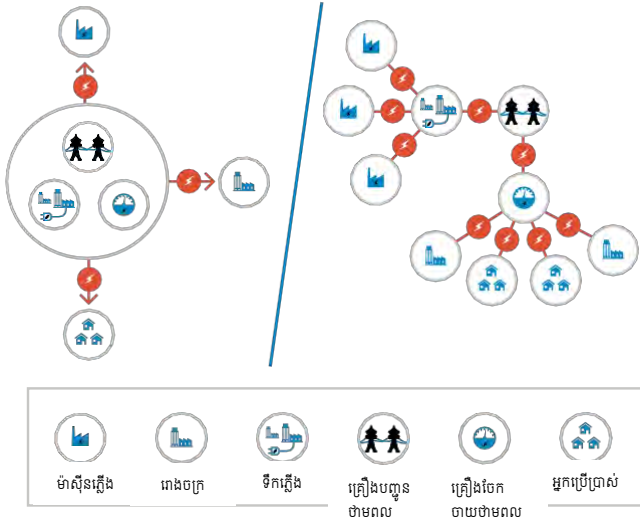 ម៉ាស៊ីនភ្លើង
រោងចក្រ
ទឹកភ្លើង
គ្រឿងបញ្ជូន
ថាមពល
គ្រឿងចែក
ចាយថាមពល
អ្នកប្រើប្រាស់